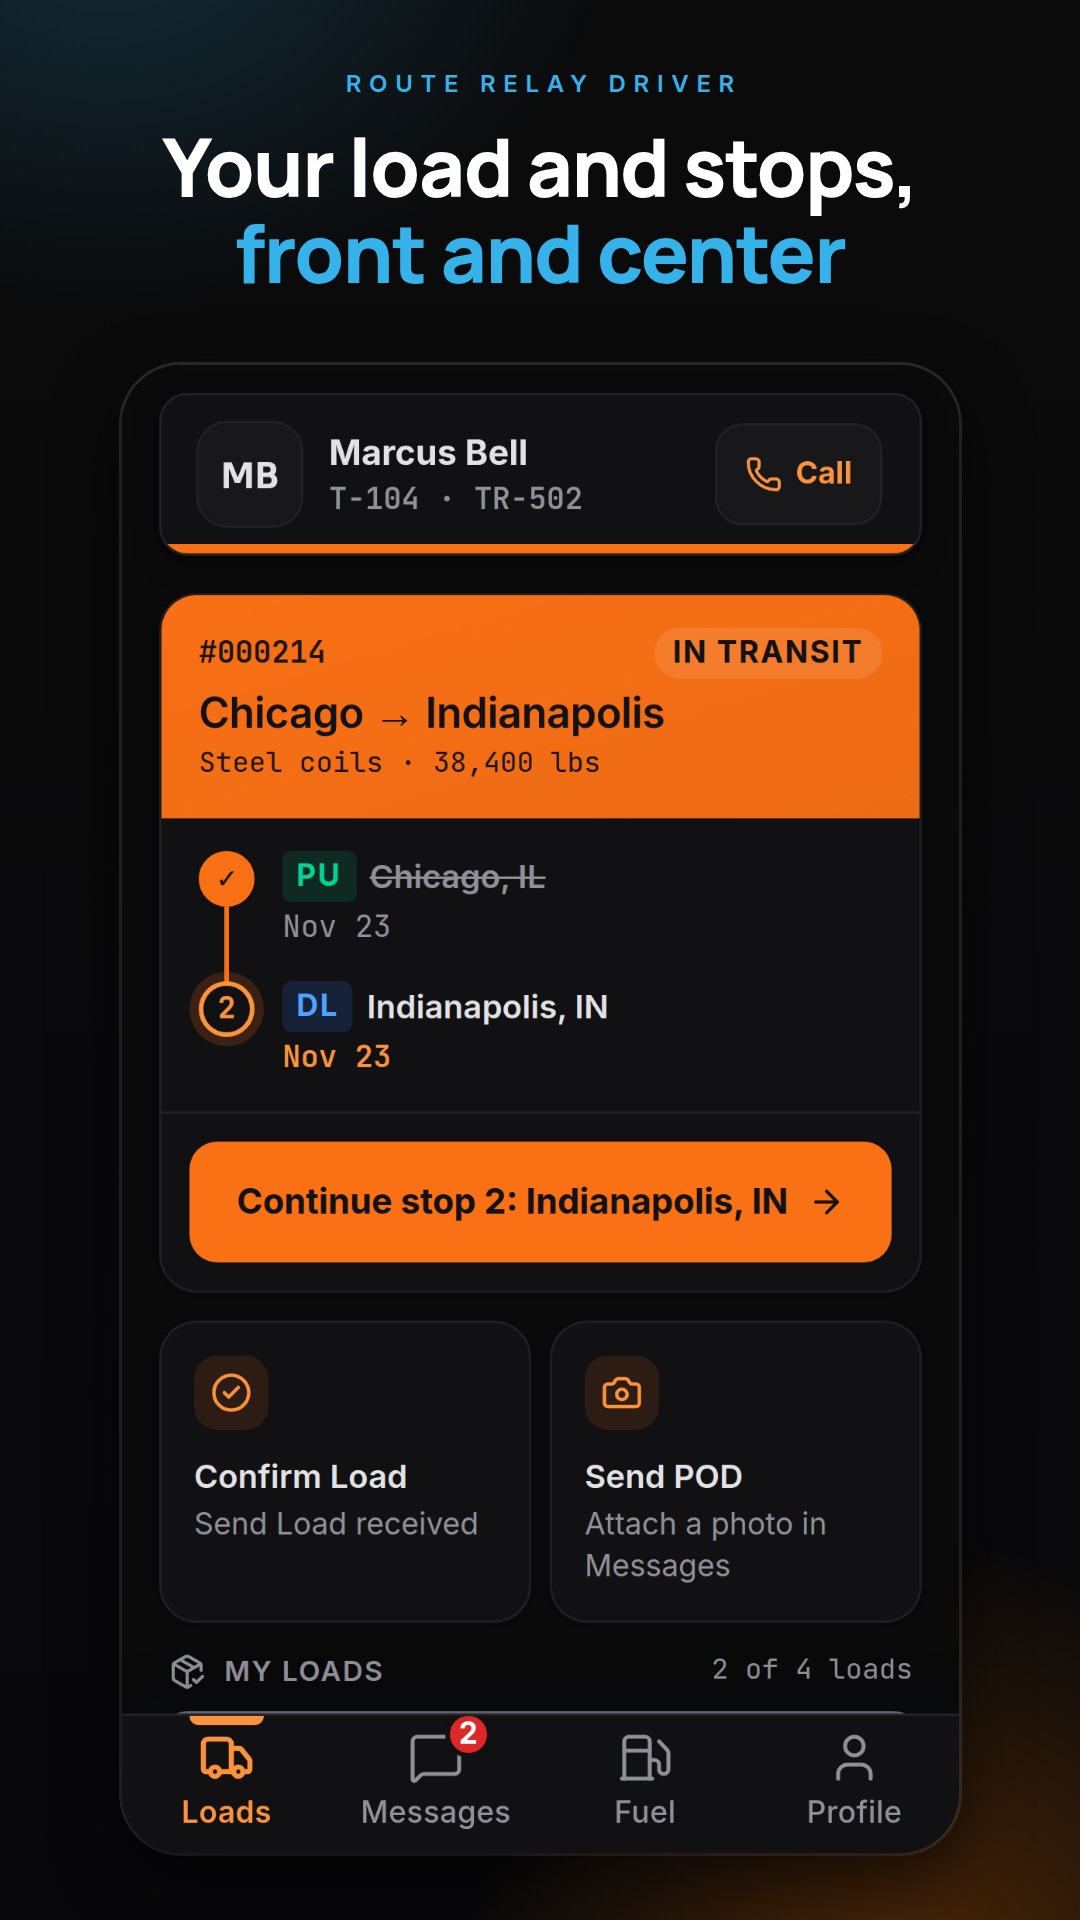 ROUTE RELAY DRIVER
Your load and stops,
front and center
MB
Marcus Bell
T-104 · TR-502
Call
#000214
IN TRANSIT
Chicago → Indianapolis
Steel coils · 38,400 lbs
✓
PU Chicago, IL
Nov 23
2
DL Indianapolis, IN
Nov 23
Continue stop 2: Indianapolis, IN →
Confirm Load
Send Load received
Send POD
Attach a photo in
Messages
MY LOADS
2 of 4 loads
2
Loads
Messages
Fuel
Profile